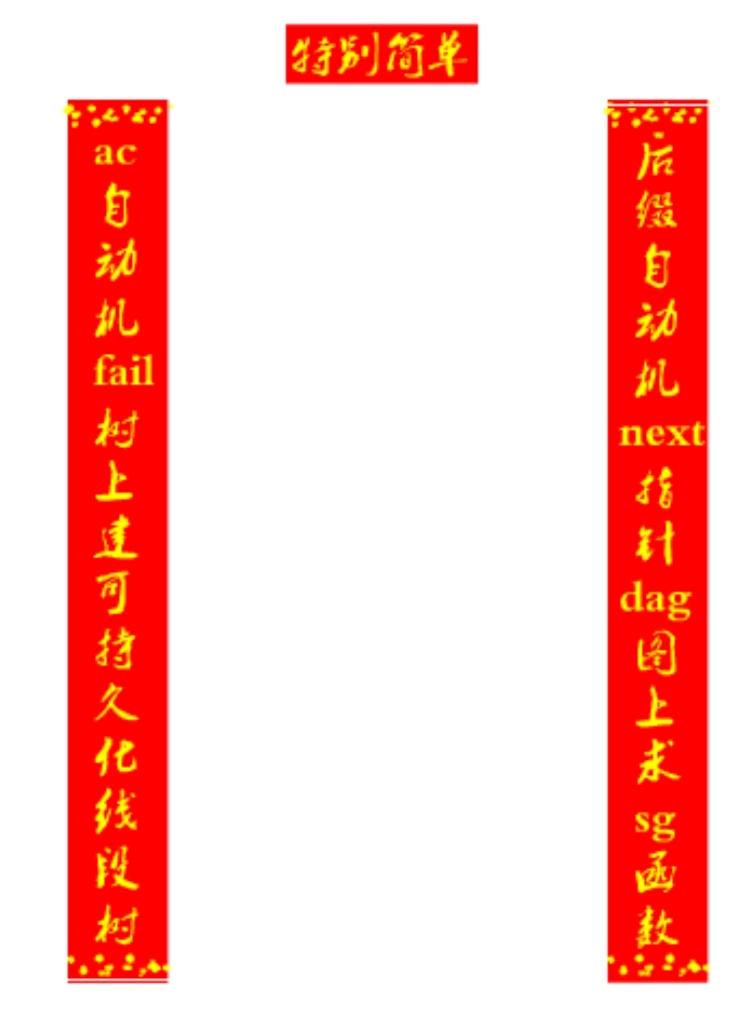 特别简单
ac自动机fail树上建可持久化线段树
后缀自动机next指针dag图上求sg函数